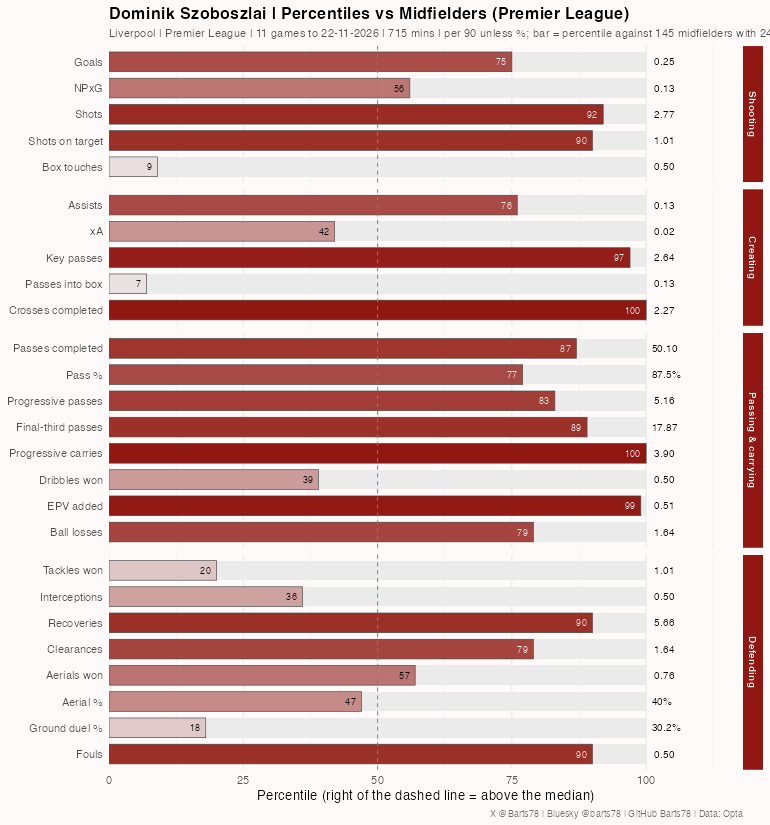 Dominik Szoboszlai | Percentiles vs Midfielders (Premier League)
Liverpool | Premier League | 11 games to 22-11-2026 | 715 mins | per 90 unless %; bar = percentile against 145 midfielders with 24
Shooting
Goals 75 0.25
NPxG 56 0.13
Shots 92 2.77
Shots on target 90 1.01
Box touches 9 0.50
Creating
Assists 76 0.13
xA 42 0.02
Key passes 97 2.64
Passes into box 7 0.13
Crosses completed 100 2.27
Passing & carrying
Passes completed 87 50.10
Pass % 77 87.5%
Progressive passes 83 5.16
Final-third passes 89 17.87
Progressive carries 100 3.90
Dribbles won 39 0.50
EPV added 99 0.51
Ball losses 79 1.64
Defending
Tackles won 20 1.01
Interceptions 36 0.50
Recoveries 90 5.66
Clearances 79 1.64
Aerials won 57 0.76
Aerial % 47 40%
Ground duel % 18 30.2%
Fouls 90 0.50
0 25 50 75 100
Percentile (right of the dashed line = above the median)
X @Barts78 | Bluesky @barts78 | GitHub Barts78 | Data: Opta